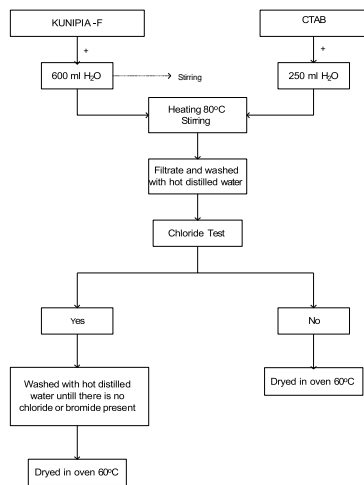 KUNIPIA -F
CTAB
+
+
600 ml H₂O
Stirring
250 ml H₂O
Heating 80ºC
Stirring
Filtrate and washed
with hot distilled water
Chloride Test
Yes
No
Washed with hot distilled
water untill there is no
chloride or bromide present
Dryed in oven 60ºC
Dryed in oven 60ºC